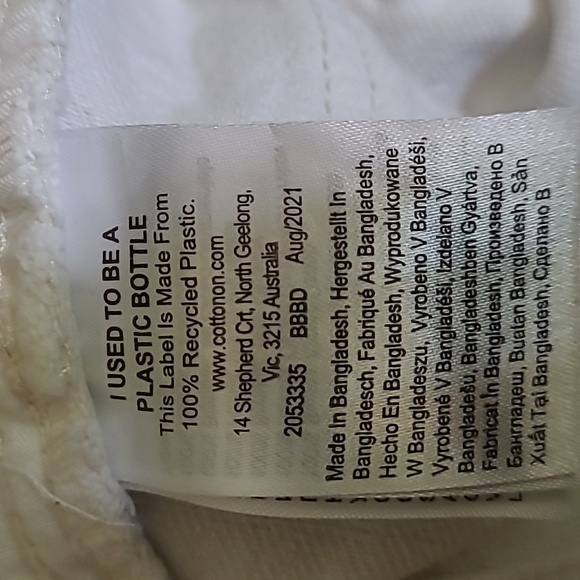 I USED TO BE A
PLASTIC BOTTLE
This Label Is Made From
100% Recycled Plastic.
www.cottonon.com
14 Shepherd Crt, North Geelong,
Vic, 3215 Australia
2053335 BBBD Aug/2021
Made In Bangladesh, Hergestellt In
Bangladesch, Fabriqué Au Bangladesh,
Hecho En Bangladesh, Wyprodukowane
W Bangladeszu, Vyrobeno V Bangladéši,
Vyrobené V Bangladéši, Izdelano V
Bangladešu, Bangladesben Gyártva,
Fabricat În Bangladesh, Произведено В
Бангладеш, Buatan Bangladesh, Sản
Xuất Tại Bangladesh, Сделано В